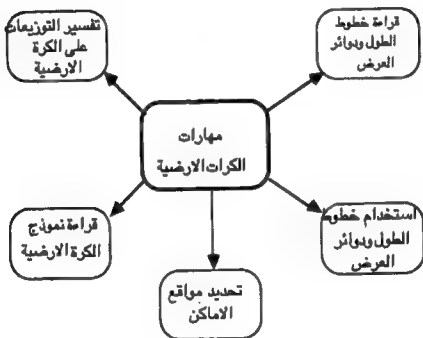 قراءة خطوط
الطول ودوائر
العرض
تفسير التوزيعات
على الكرة
الارضية
مهارات
الكرات الارضية
استخدام خطوط
الطول ودوائر
العرض
قراءة نموذج
الكرة الارضية
تحديد مواقع
الاماكن